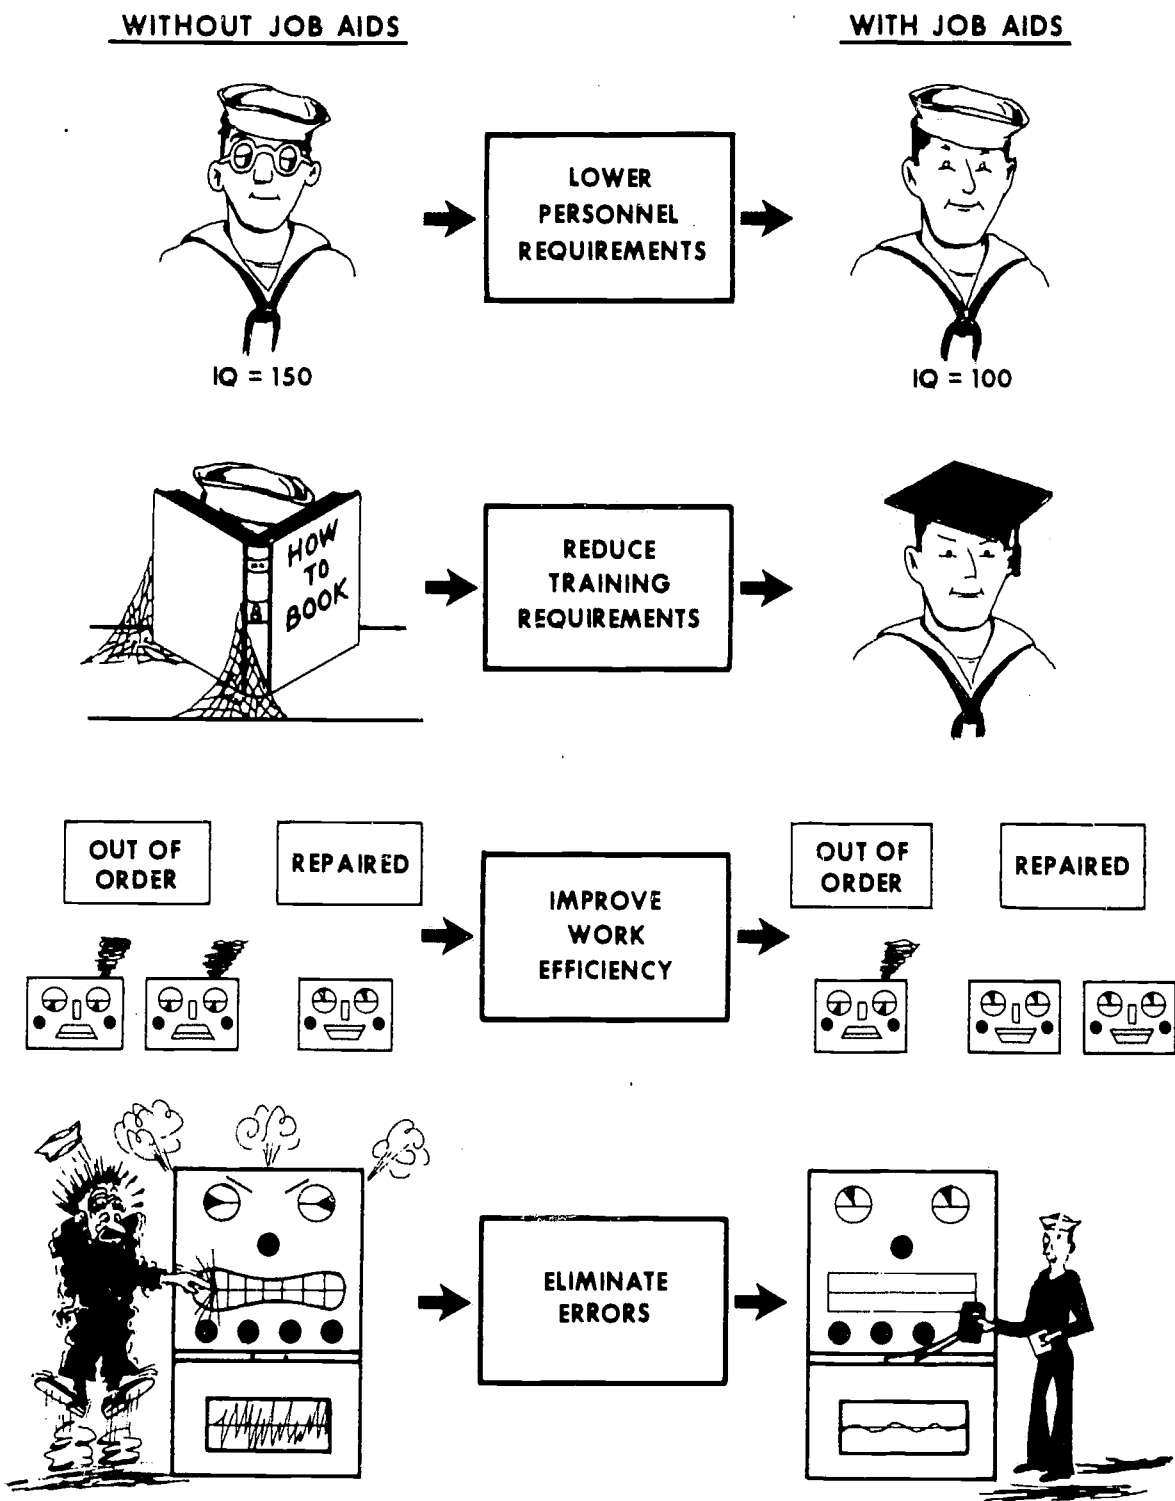 WITHOUT JOB AIDS
WITH JOB AIDS
LOWER
PERSONNEL
REQUIREMENTS
IQ = 150
IQ = 100
HOW
TO
BOOK
REDUCE
TRAINING
REQUIREMENTS
OUT OF
ORDER
REPAIRED
IMPROVE
WORK
EFFICIENCY
OUT OF
ORDER
REPAIRED
ELIMINATE
ERRORS